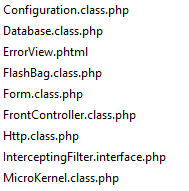 Configuration.class.php
Database.class.php
ErrorView.phtml
FlashBag.class.php
Form.class.php
FrontController.class.php
Http.class.php
InterceptingFilter.interface.php
MicroKernel.class.php